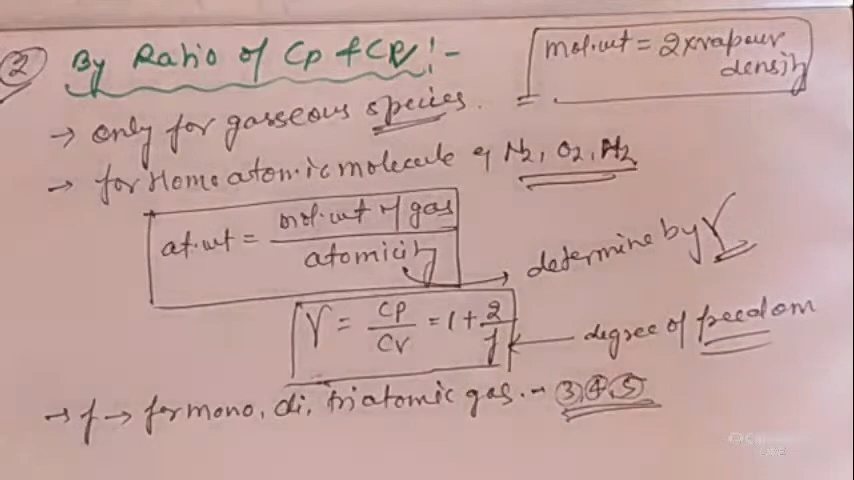 ② By Ratio of Cp & Cv :-
mol.wt = 2×vapour
density
→ only for gasseous species.
→ for Homoatomic molecule eg N2, O2, H2
at.wt = mol.wt of gas / atomicity
→ determine by γ
γ = Cp/Cv = 1 + 2/f ← degree of freedom
→ f → for mono, di, triatomic gas. - ③,④,⑤